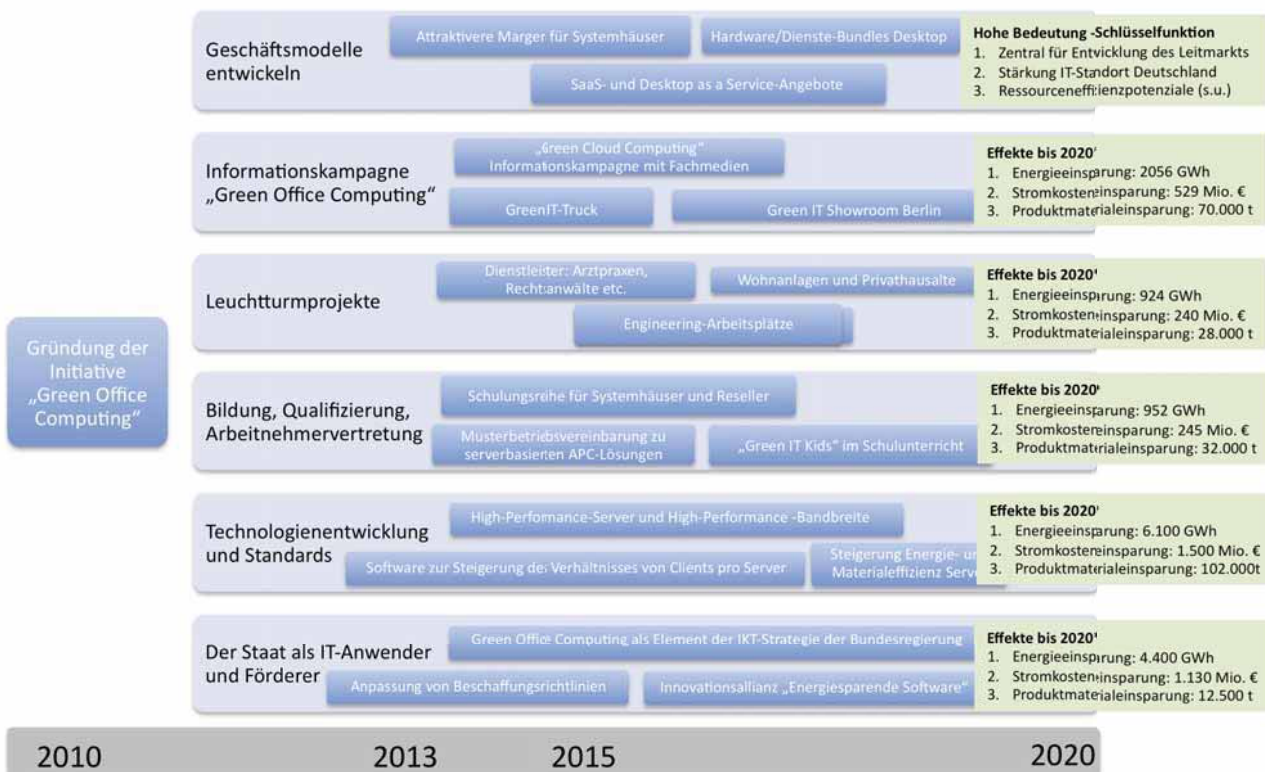 Gründung der
Initiative
„Green Office
Computing“
Geschäftsmodelle
entwickeln
Attraktivere Marger für Systemhäuser
Hardware/Dienste-Bundles Desktop
SaaS- und Desktop as a Service-Angebote
Hohe Bedeutung -Schlüsselfunktion
1. Zentral für Entwicklung des Leitmarkts
2. Stärkung IT-Standort Deutschland
3. Ressourceneffizienzpotenziale (s.u.)
Informationskampagne
„Green Office Computing“
„Green Cloud Computing“
Informationskampagne mit Fachmedien
GreenIT-Truck
Green IT Showroom Berlin
Effekte bis 2020*
1. Energieeinsparung: 2056 GWh
2. Stromkosteneinsparung: 529 Mio. €
3. Produktmaterialeinsparung: 70.000 t
Leuchtturmprojekte
Dienstleister: Arztpraxen,
Rechtsanwälte etc.
Wohnanlagen und Privathausalte
Engineering-Arbeitsplätze
Effekte bis 2020*
1. Energieeinsparung: 924 GWh
2. Stromkosteneinsparung: 240 Mio. €
3. Produktmaterialeinsparung: 28.000 t
Bildung, Qualifizierung,
Arbeitnehmervertretung
Schulungsreihe für Systemhäuser und Reseller
Musterbetriebsvereinbarung zu
serverbasierten APC-Lösungen
„Green IT Kids“ im Schulunterricht
Effekte bis 2020*
1. Energieeinsparung: 952 GWh
2. Stromkosteneinsparung: 245 Mio. €
3. Produktmaterialeinsparung: 32.000 t
Technologienentwicklung
und Standards
High-Performance-Server und High-Performance -Bandbreite
Software zur Steigerung des Verhältnisses von Clients pro Server
Steigerung Energie- un
Materialeffizienz Serve
Effekte bis 2020*
1. Energieeinsparung: 6.100 GWh
2. Stromkosteneinsparung: 1.500 Mio. €
3. Produktmaterialeinsparung: 102.000t
Der Staat als IT-Anwender
und Förderer
Green Office Computing als Element der IKT-Strategie der Bundesregierung
Anpassung von Beschaffungsrichtlinien
Innovationsallianz „Energiesparende Software“
Effekte bis 2020*
1. Energieeinsparung: 4.400 GWh
2. Stromkosteneinsparung: 1.130 Mio. €
3. Produktmaterialeinsparung: 12.500 t
2010 2013 2015 2020